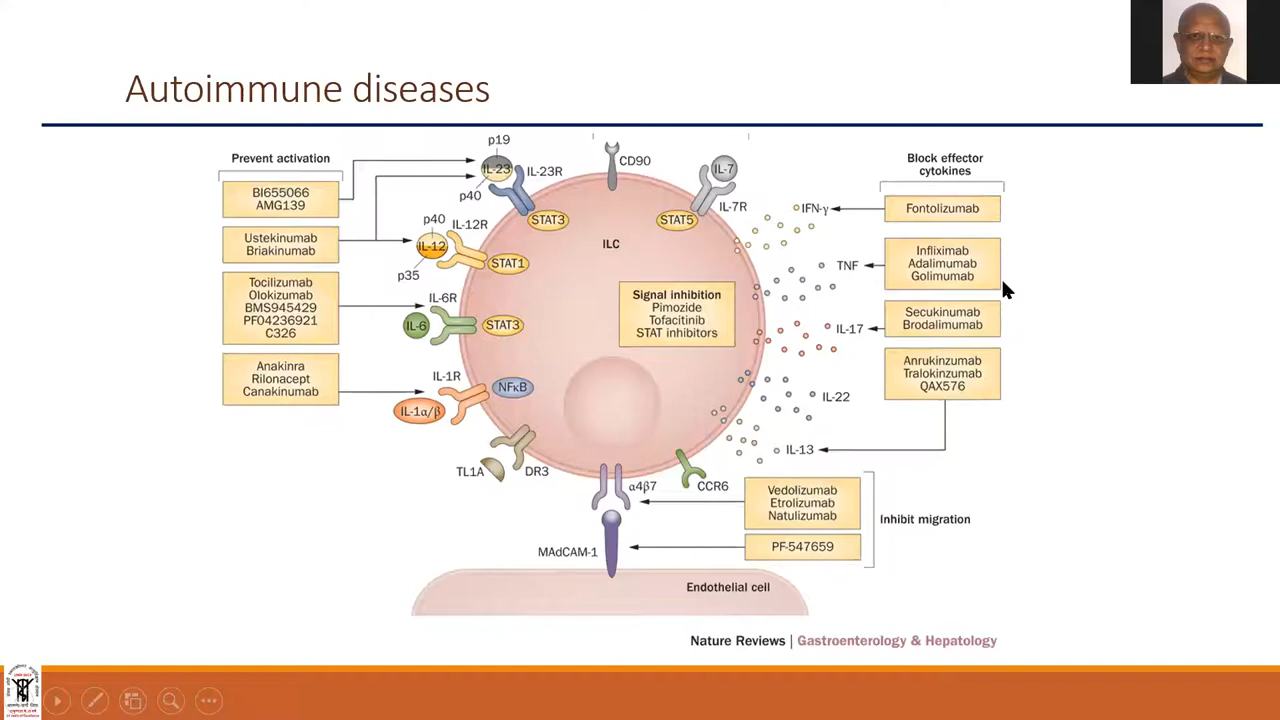 Autoimmune diseases
Prevent activation
BI655066
AMG139
Ustekinumab
Briakinumab
Tocilizumab
Olokizumab
BMS945429
PF04236921
C326
Anakinra
Rilonacept
Canakinumab
p19
IL-23
IL-23R
p40
STAT3
p40
IL-12R
IL-12
STAT1
p35
IL-6R
IL-6
STAT3
IL-1R
NFκB
IL-1α/β
TL1A
DR3
CD90
IL-7
IL-7R
STAT5
ILC
Signal inhibition
Pimozide
Tofacitinib
STAT inhibitors
α4β7
CCR6
MAdCAM-1
Endothelial cell
IFN-γ
TNF
IL-17
IL-22
IL-13
Block effector
cytokines
Fontolizumab
Infliximab
Adalimumab
Golimumab
Secukinumab
Brodalimumab
Anrukinzumab
Tralokinzumab
QAX576
Vedolizumab
Etrolizumab
Natulizumab
PF-547659
Inhibit migration
Nature Reviews | Gastroenterology & Hepatology